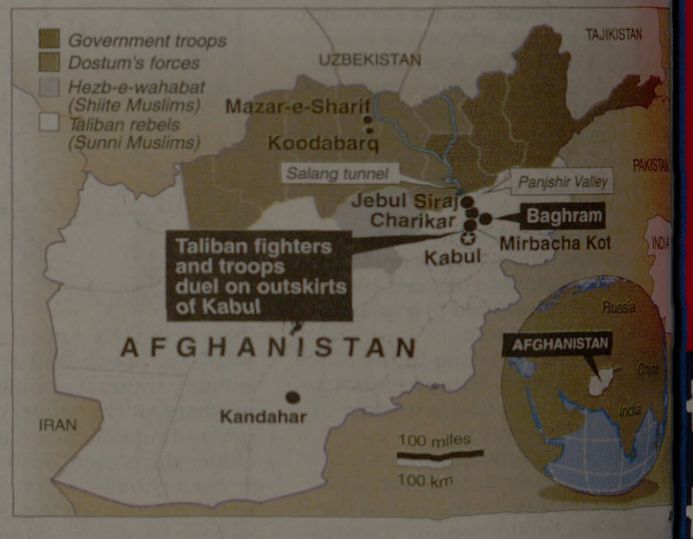 Government troops
Dostum's forces
Hezb-e-wahabat
(Shiite Muslims)
Taliban rebels
(Sunni Muslims)
UZBEKISTAN
TAJIKISTAN
Mazar-e-Sharif
Koodabarq
Salang tunnel
Panjshir Valley
PAKISTAN
Jebul Siraj
Charikar
Baghram
Kabul
Mirbacha Kot
INDIA
Taliban fighters
and troops
duel on outskirts
of Kabul
AFGHANISTAN
Kandahar
IRAN
100 miles
100 km
Russia
AFGHANISTAN
China
India